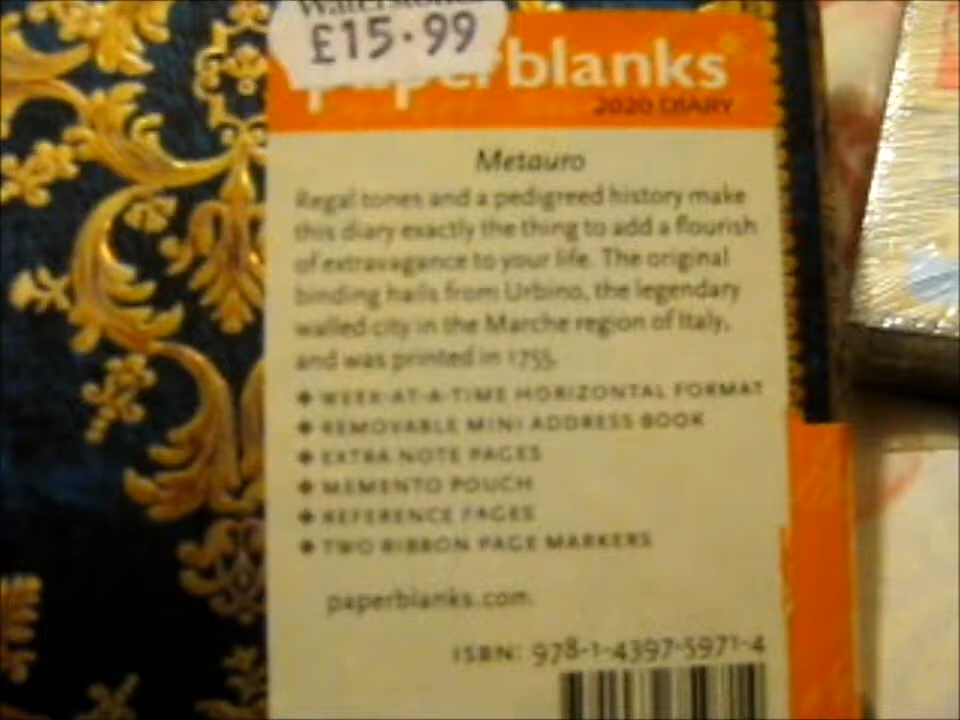 Waterstones
£15.99
paperblanks
2020 DIARY
Metauro
Regal tones and a pedigreed history make
this diary exactly the thing to add a flourish
of extravagance to your life. The original
binding hails from Urbino, the legendary
walled city in the Marche region of Italy,
and was printed in 1755.
◆ WEEK-AT-A-TIME HORIZONTAL FORMAT
◆ REMOVABLE MINI ADDRESS BOOK
◆ EXTRA NOTE PAGES
◆ MEMENTO POUCH
◆ REFERENCE PAGES
◆ TWO RIBBON PAGE MARKERS
paperblanks.com
ISBN: 978-1-4397-5971-4